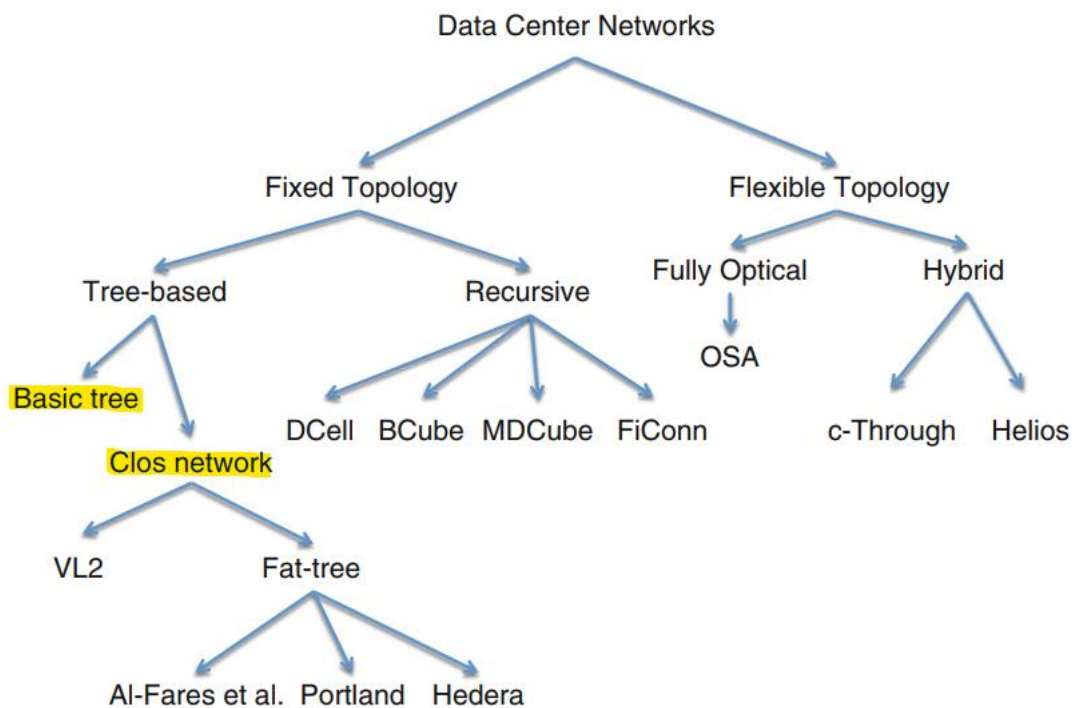 Data Center Networks
Fixed Topology
Flexible Topology
Tree-based
Recursive
Fully Optical
Hybrid
OSA
Basic tree
DCell
BCube
MDCube
FiConn
c-Through
Helios
Clos network
VL2
Fat-tree
Al-Fares et al.
Portland
Hedera